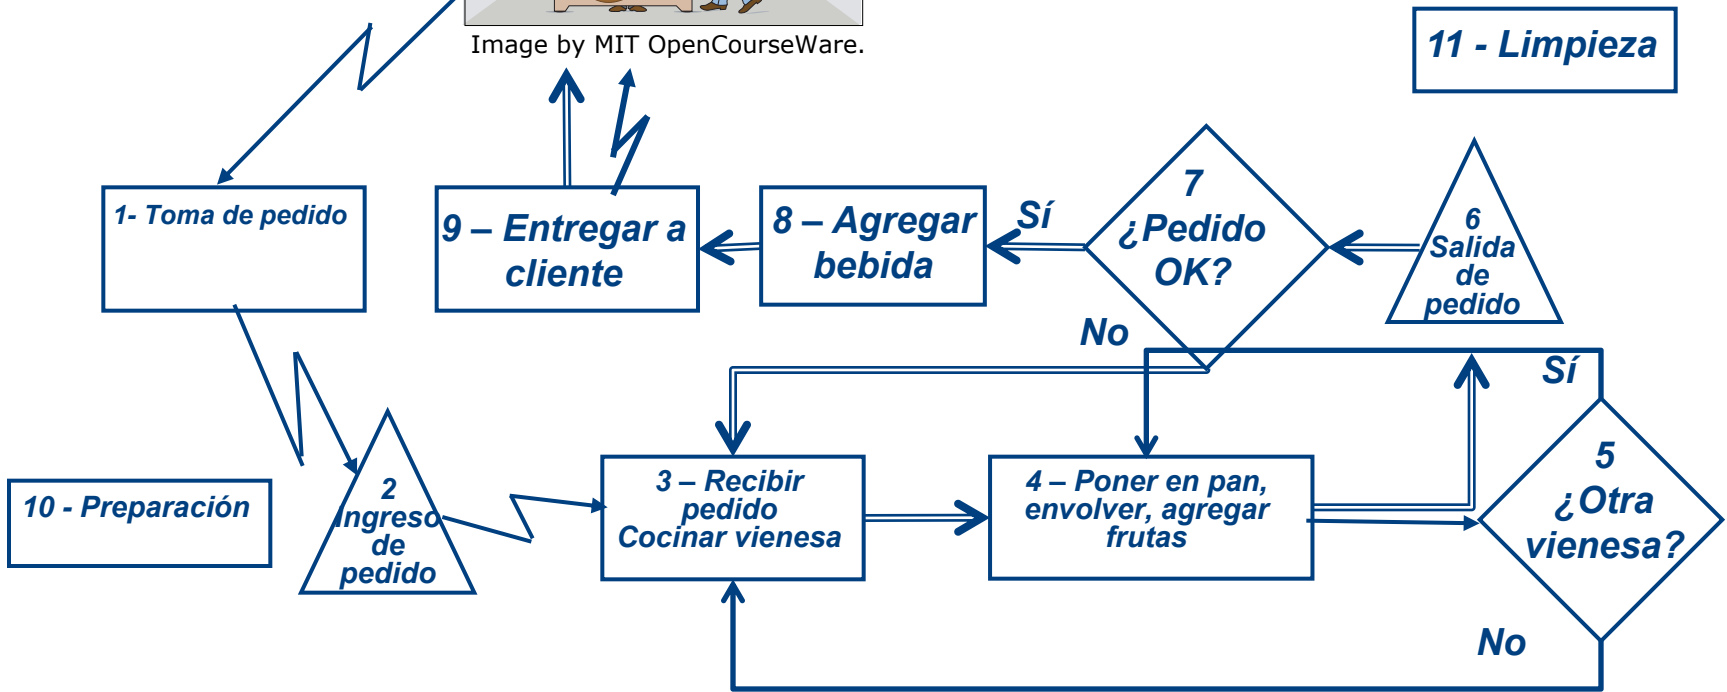 Image by MIT OpenCourseWare.
11 - Limpieza
1- Toma de pedido
9 – Entregar a
cliente
8 – Agregar
bebida
Sí
7
¿Pedido
OK?
6
Salida
de
pedido
No
Sí
10 - Preparación
2
Ingreso
de
pedido
3 – Recibir
pedido
Cocinar vienesa
4 – Poner en pan,
envolver, agregar
frutas
5
¿Otra
vienesa?
No